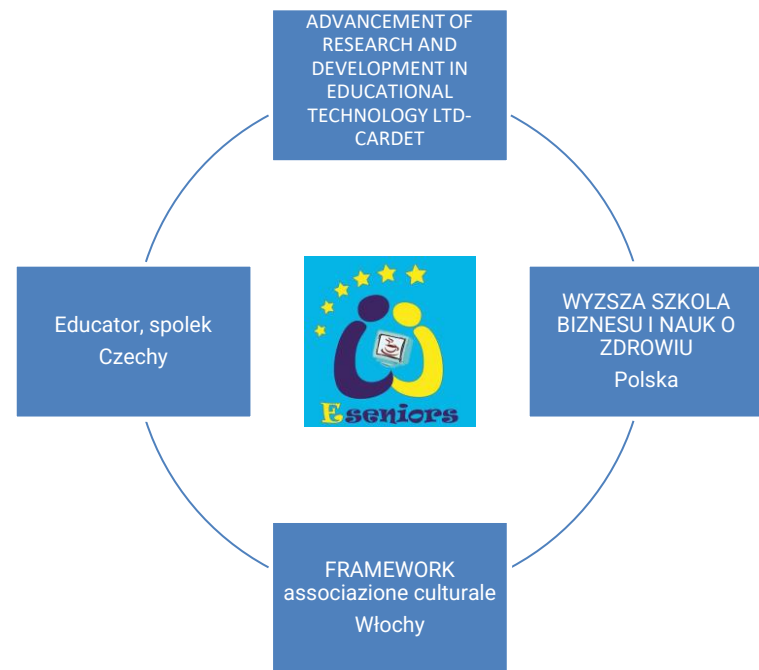 ADVANCEMENT OF
RESEARCH AND
DEVELOPMENT IN
EDUCATIONAL
TECHNOLOGY LTD-
CARDET
Educator, spolek
Czechy
Eseniors
WYZSZA SZKOLA
BIZNESU I NAUK O
ZDROWIU
Polska
FRAMEWORK
associazione culturale
Włochy